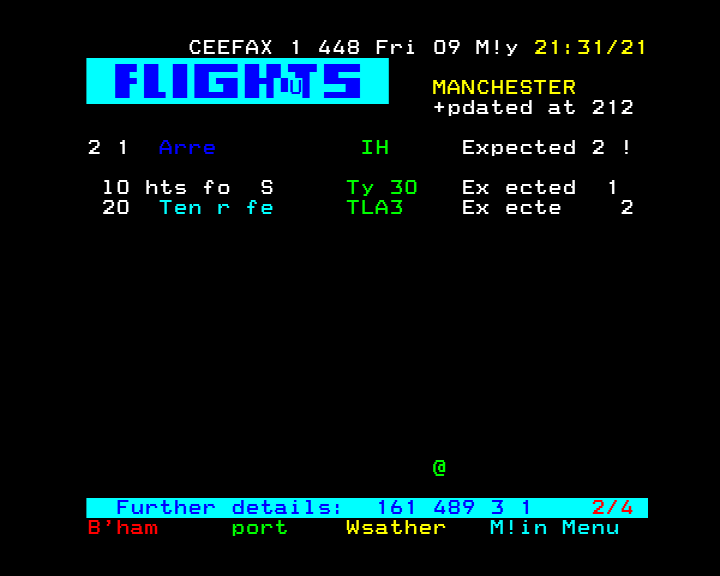 CEEFAX 1 448 Fri 09 M!y 21:31/21
FLIGHTS
MANCHESTER
+pdated at 212
2 1 Arre IH Expected 2 !
10 hts fo S Ty 30 Ex ected 1
20 Ten r fe TLA3 Ex ecte 2
@
Further details: 161 489 3 1 2/4
B'ham port Wsather M!in Menu